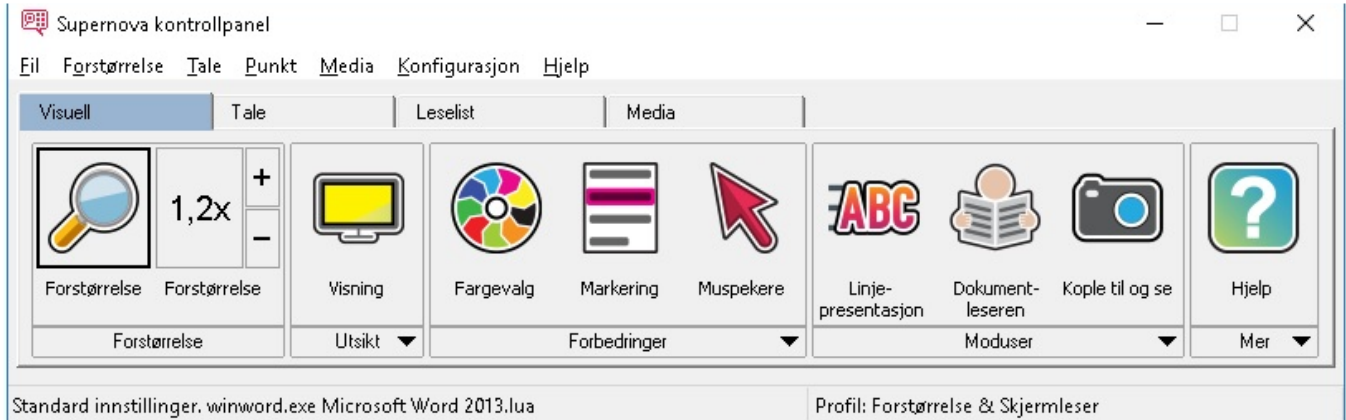 Supernova kontrollpanel
Fil Forstørrelse Tale Punkt Media Konfigurasjon Hjelp
Visuell Tale Leselist Media
1,2x + −
ABC
?
Forstørrelse Forstørrelse Visning Fargevalg Markering Muspekere Linje- Dokument- Kople til og se Hjelp
presentasjon leseren
Forstørrelse Utsikt Forbedringer Moduser Mer
Standard innstillinger. winword.exe Microsoft Word 2013.lua Profil: Forstørrelse & Skjermleser